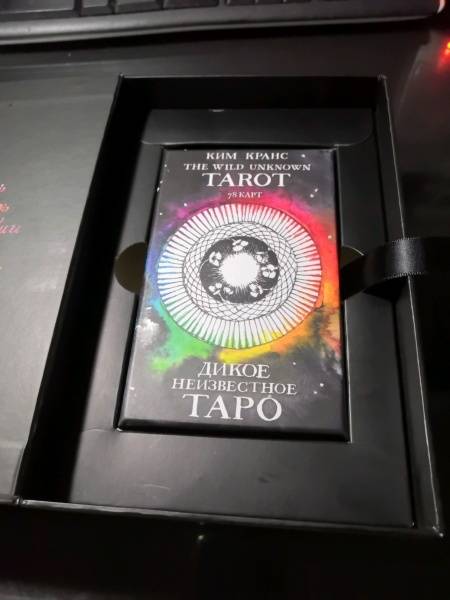 КИМ КРАНС
THE WILD UNKNOWN
TAROT
78 КАРТ
ДИКОЕ
НЕИЗВЕСТНОЕ
ТАРО